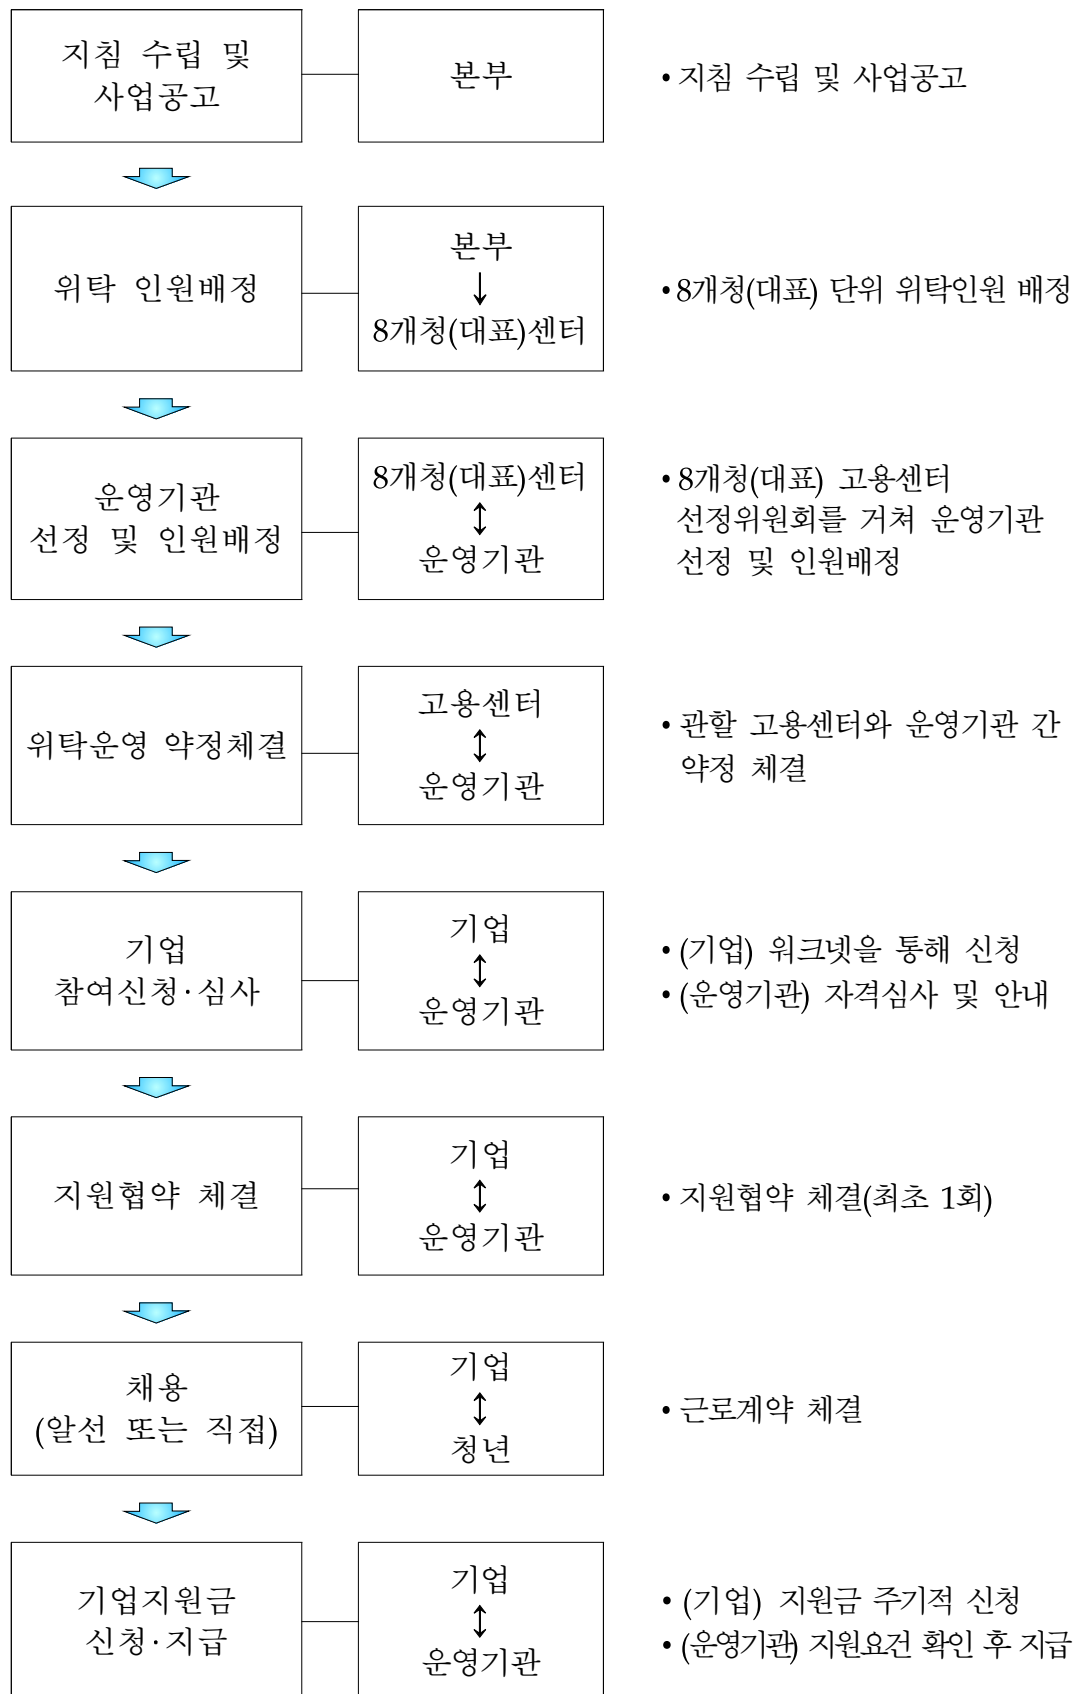 지침 수립 및
사업공고
본부
• 지침 수립 및 사업공고
위탁 인원배정
본부
↓
8개청(대표)센터
• 8개청(대표) 단위 위탁인원 배정
운영기관
선정 및 인원배정
8개청(대표)센터
↕
운영기관
• 8개청(대표) 고용센터
선정위원회를 거쳐 운영기관
선정 및 인원배정
위탁운영 약정체결
고용센터
↕
운영기관
• 관할 고용센터와 운영기관 간
약정 체결
기업
참여신청·심사
기업
↕
운영기관
• (기업) 워크넷을 통해 신청
• (운영기관) 자격심사 및 안내
지원협약 체결
기업
↕
운영기관
• 지원협약 체결(최초 1회)
채용
(알선 또는 직접)
기업
↕
청년
• 근로계약 체결
기업지원금
신청·지급
기업
↕
운영기관
• (기업) 지원금 주기적 신청
• (운영기관) 지원요건 확인 후 지급